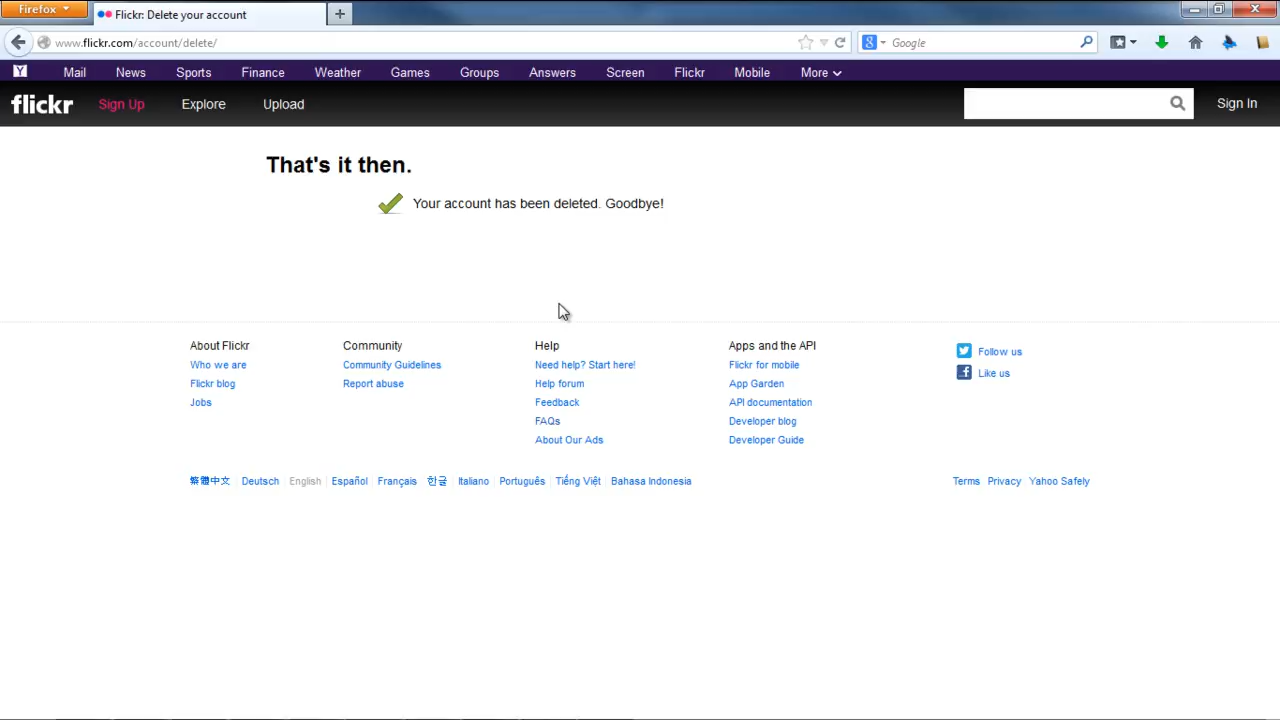 Firefox
Flickr: Delete your account
www.flickr.com/account/delete/
Google
Y Mail News Sports Finance Weather Games Groups Answers Screen Flickr Mobile More
flickr Sign Up Explore Upload Sign In
That's it then.
Your account has been deleted. Goodbye!
About Flickr
Who we are
Flickr blog
Jobs
Community
Community Guidelines
Report abuse
Help
Need help? Start here!
Help forum
Feedback
FAQs
About Our Ads
Apps and the API
Flickr for mobile
App Garden
API documentation
Developer blog
Developer Guide
Follow us
Like us
繁體中文 Deutsch English Español Français 한글 Italiano Português Tiếng Việt Bahasa Indonesia
Terms Privacy Yahoo Safely